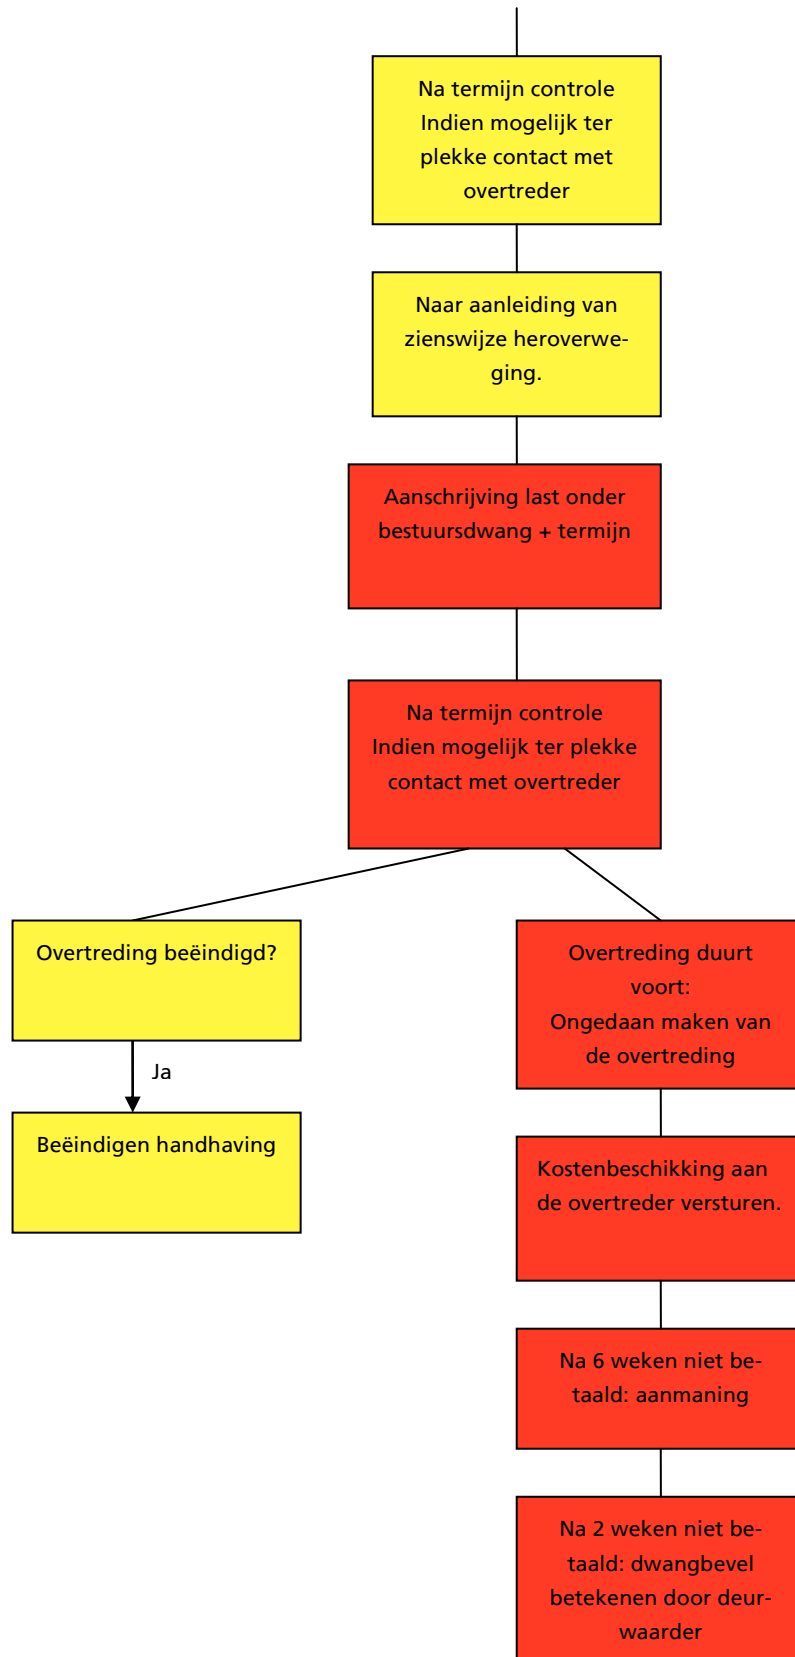 Na termijn controle
Indien mogelijk ter
plekke contact met
overtreder
Naar aanleiding van
zienswijze heroverwe-
ging.
Aanschrijving last onder
bestuursdwang + termijn
Na termijn controle
Indien mogelijk ter plekke
contact met overtreder
Overtreding beëindigd?
Ja
Beëindigen handhaving
Overtreding duurt
voort:
Ongedaan maken van
de overtreding
Kostenbeschikking aan
de overtreder versturen.
Na 6 weken niet be-
taald: aanmaning
Na 2 weken niet be-
taald: dwangbevel
betekenen door deur-
waarder